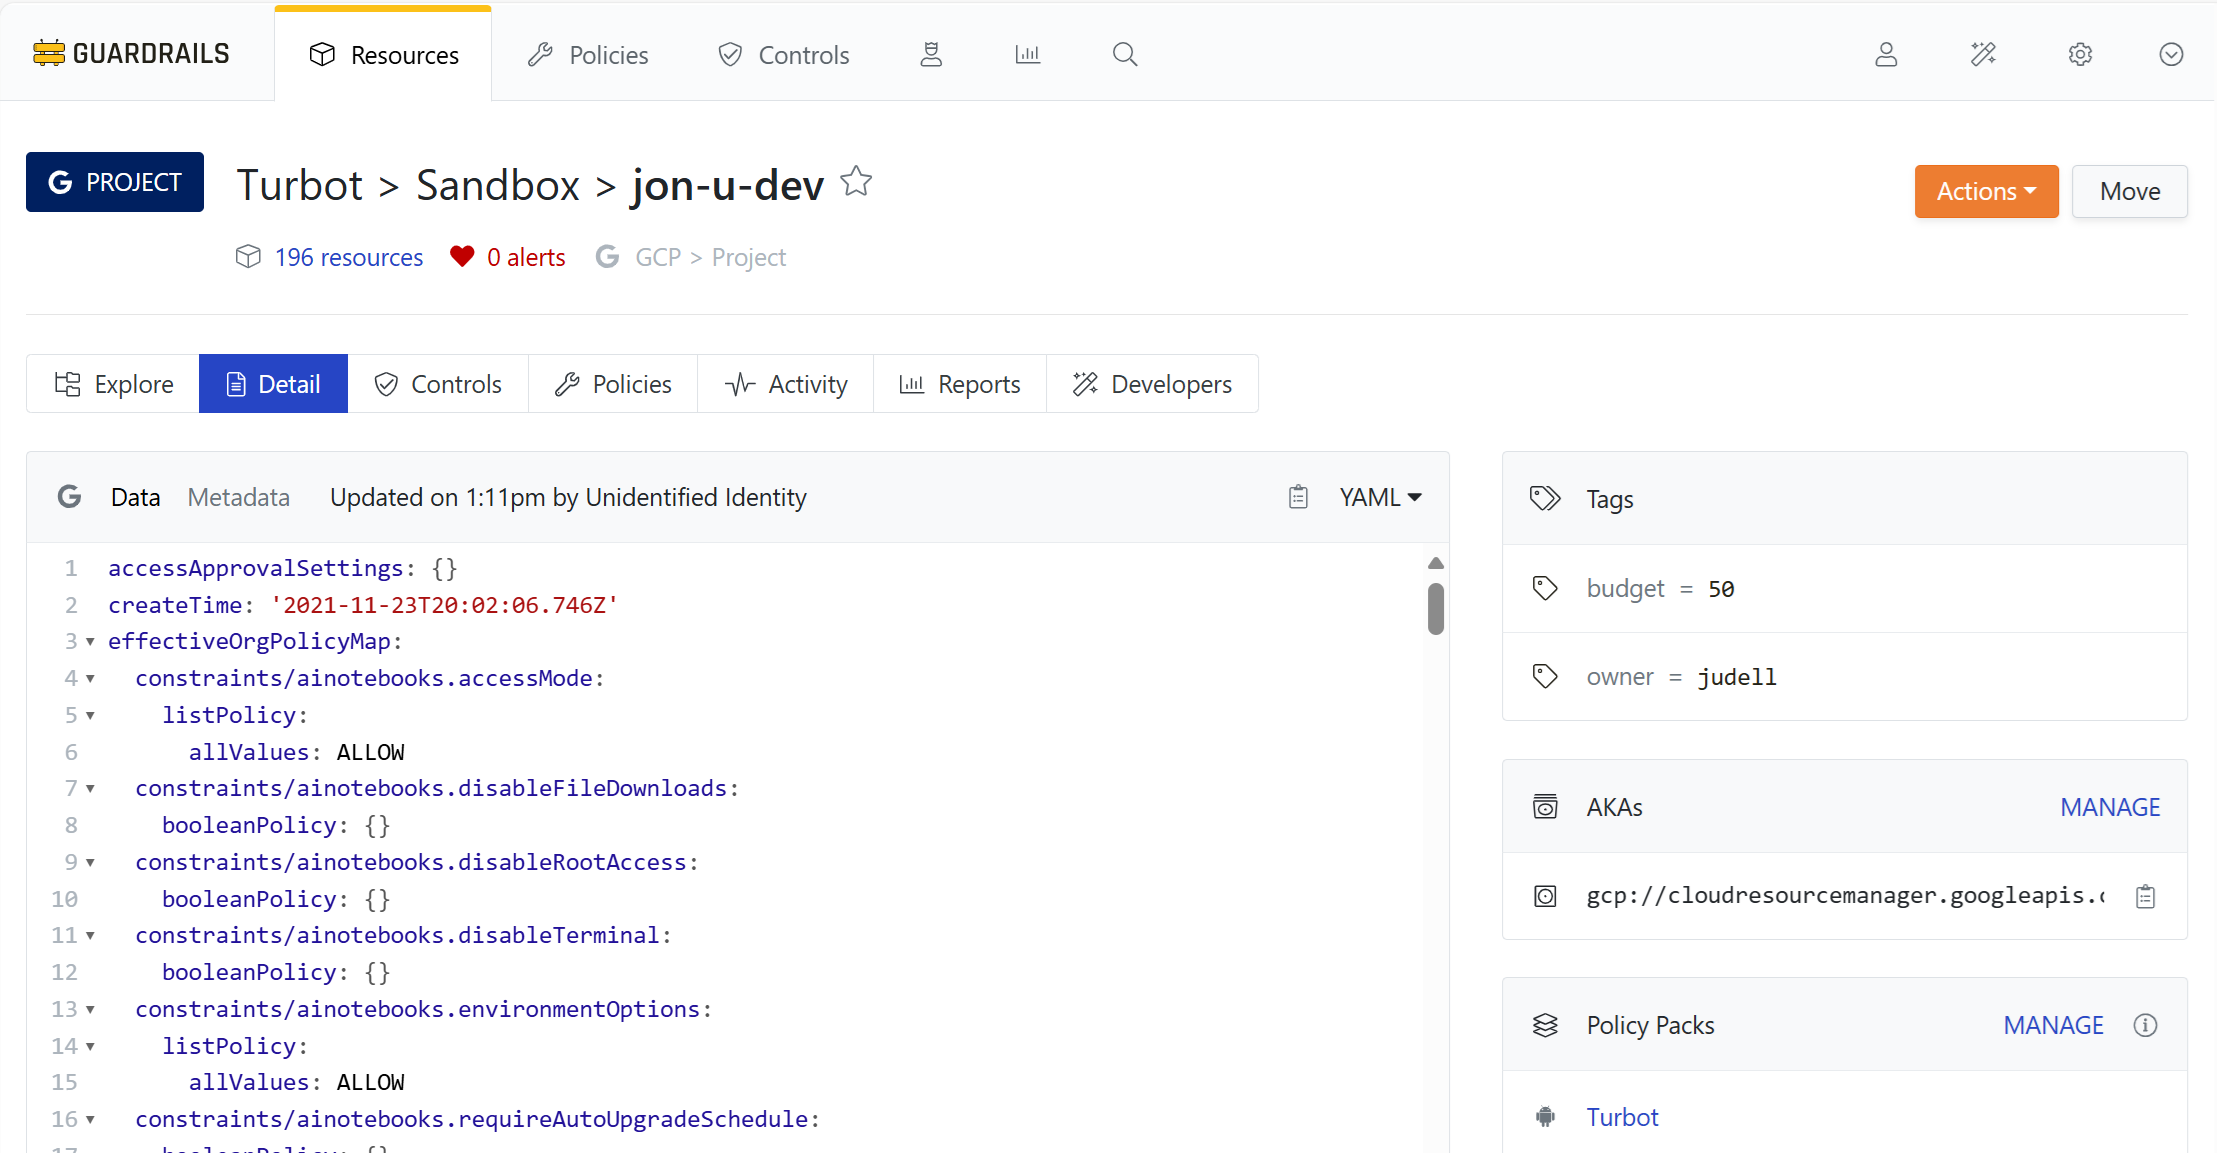 GUARDRAILS Resources Policies Controls
G PROJECT Turbot > Sandbox > jon-u-dev Actions Move
196 resources 0 alerts G GCP > Project
Explore Detail Controls Policies Activity Reports Developers
G Data Metadata Updated on 1:11pm by Unidentified Identity YAML
1 accessApprovalSettings: {}
2 createTime: '2021-11-23T20:02:06.746Z'
3 effectiveOrgPolicyMap:
4 constraints/ainotebooks.accessMode:
5 listPolicy:
6 allValues: ALLOW
7 constraints/ainotebooks.disableFileDownloads:
8 booleanPolicy: {}
9 constraints/ainotebooks.disableRootAccess:
10 booleanPolicy: {}
11 constraints/ainotebooks.disableTerminal:
12 booleanPolicy: {}
13 constraints/ainotebooks.environmentOptions:
14 listPolicy:
15 allValues: ALLOW
16 constraints/ainotebooks.requireAutoUpgradeSchedule:
17 booleanPolicy: {}
Tags
budget = 50
owner = judell
AKAs MANAGE
gcp://cloudresourcemanager.googleapis.c
Policy Packs MANAGE
Turbot